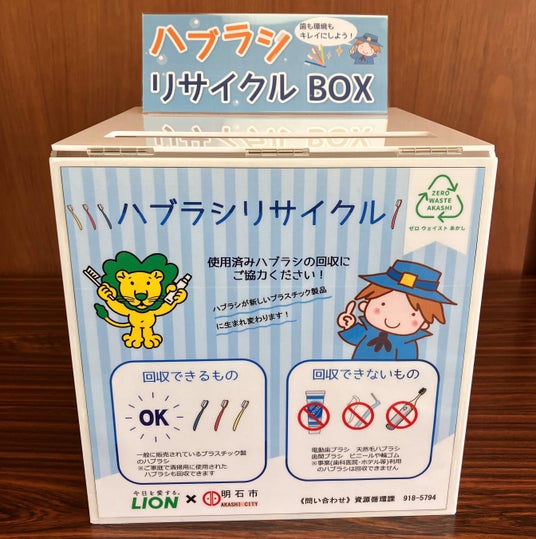 歯も環境も
キレイにしよう！
ハブラシ
リサイクル BOX
ZERO
WASTE
AKASHI
ゼロ ウェイスト あかし
ハブラシリサイクル
使用済みハブラシの回収に
ご協力ください！
ハブラシが新しいプラスチック製品
に生まれ変わります！
回収できるもの
OK
一般に販売されているプラスチック製
のハブラシ
※ご家庭で清掃用に使用された
ハブラシも回収できます
回収できないもの
電動歯ブラシ 天然毛ハブラシ
歯間ブラシ ビニールや輪ゴム
※事業(歯科医院・ホテル等)利用
のハブラシは回収できません
今日を愛する。
LION × 明石市
AKASHI CITY
《問い合わせ》資源循環課 918-5794